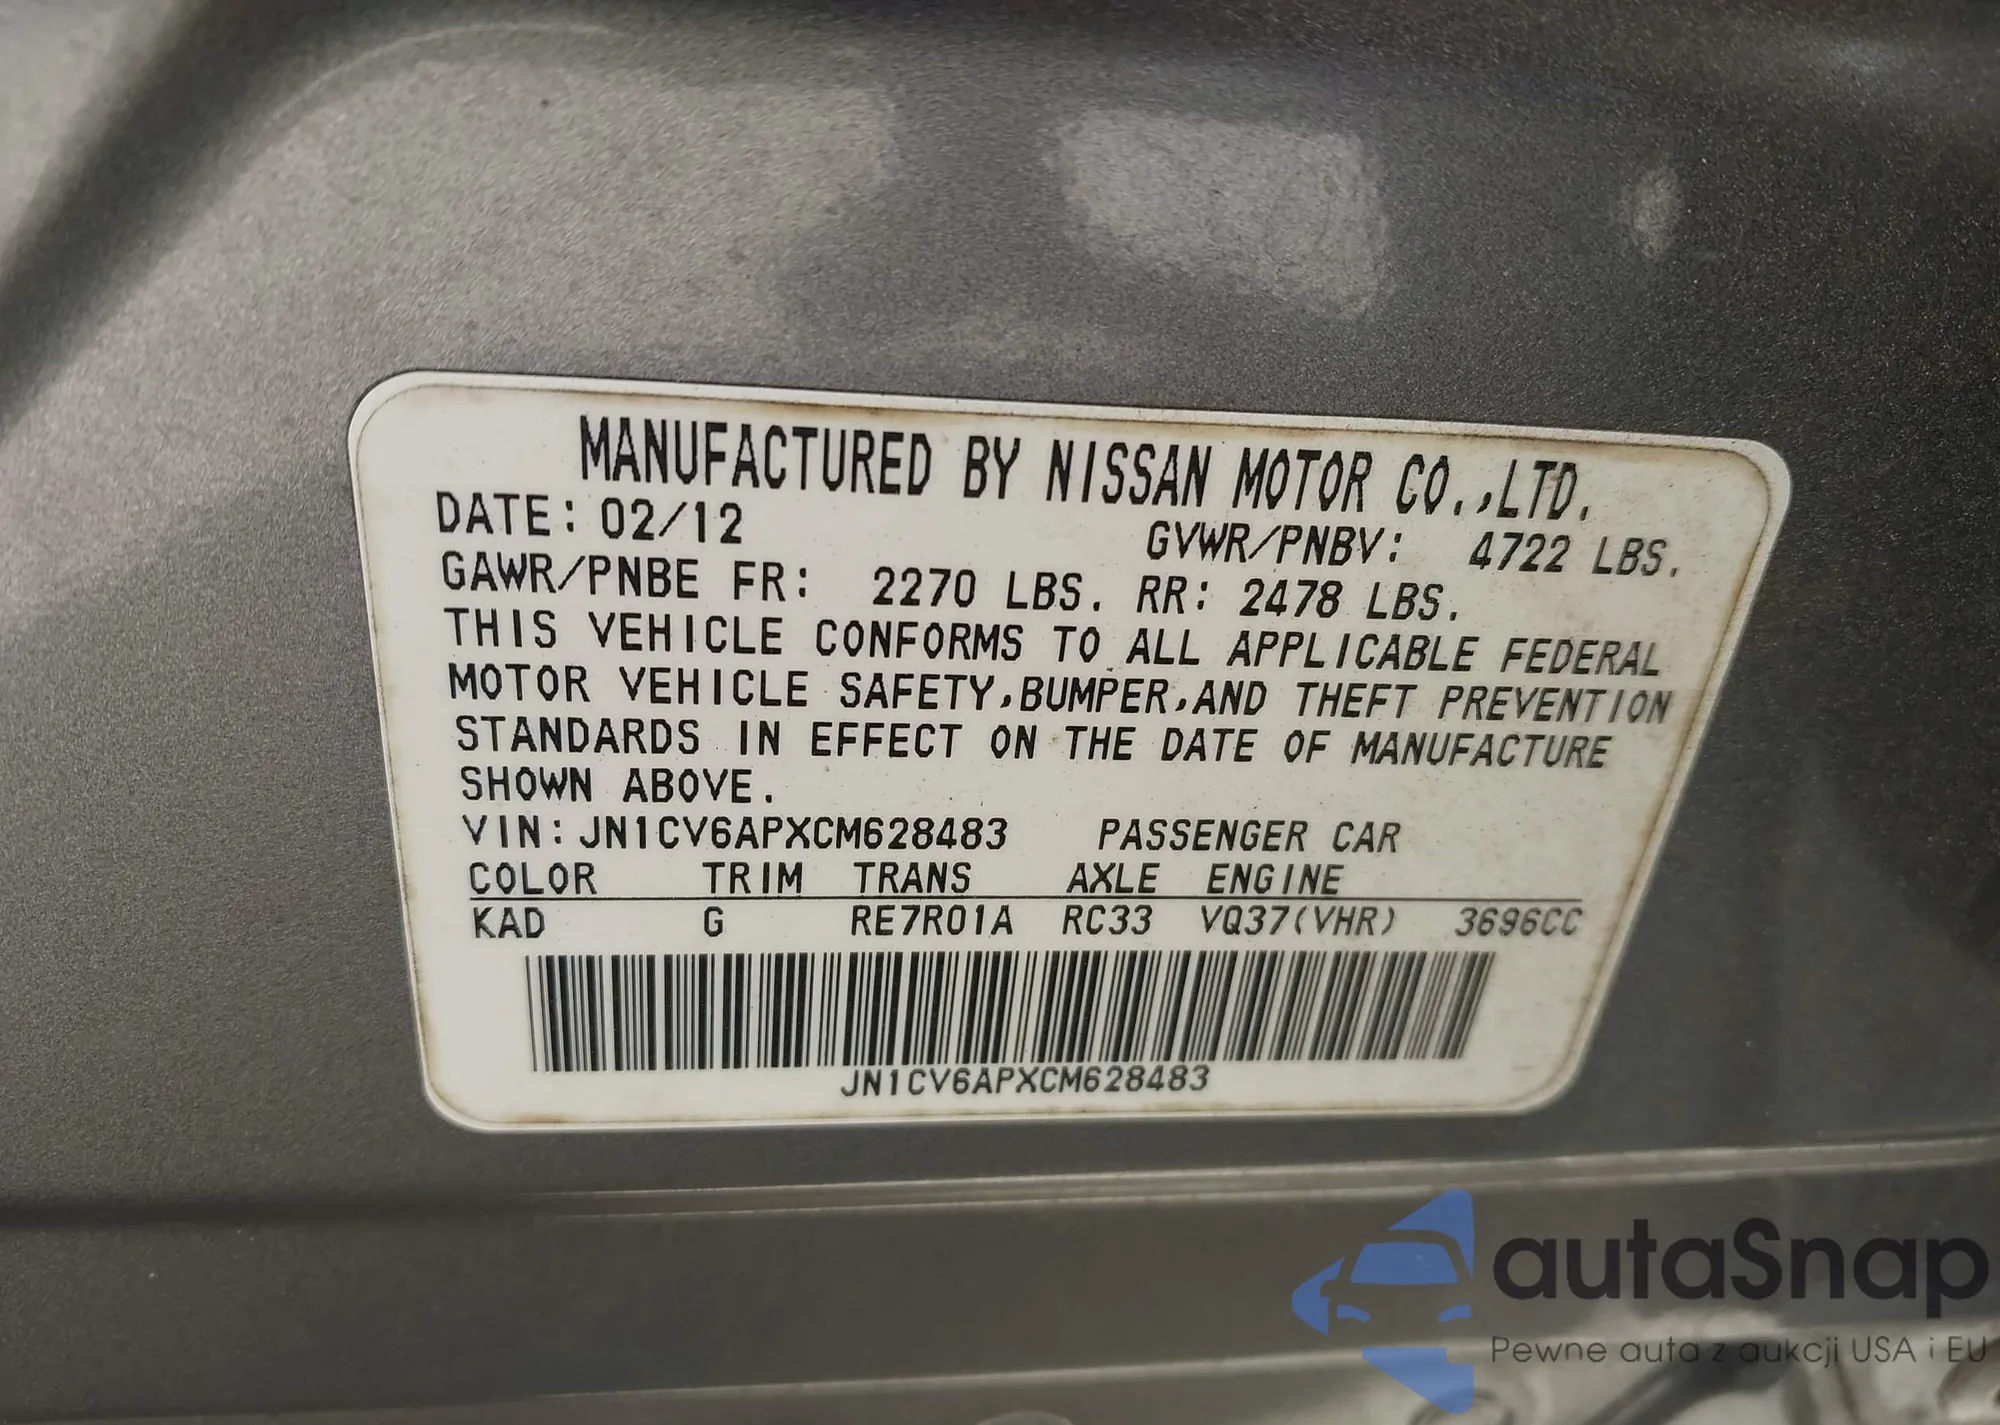 MANUFACTURED BY NISSAN MOTOR CO.,LTD.
DATE: 02/12 GVWR/PNBV: 4722 LBS.
GAWR/PNBE FR: 2270 LBS. RR: 2478 LBS.
THIS VEHICLE CONFORMS TO ALL APPLICABLE FEDERAL
MOTOR VEHICLE SAFETY,BUMPER,AND THEFT PREVENTION
STANDARDS IN EFFECT ON THE DATE OF MANUFACTURE
SHOWN ABOVE.
VIN:JN1CV6APXCM628483 PASSENGER CAR
COLOR TRIM TRANS AXLE ENGINE
KAD G RE7R01A RC33 VQ37(VHR) 3696CC
JN1CV6APXCM628483
autaSnap
Pewne auta z aukcji USA i EU